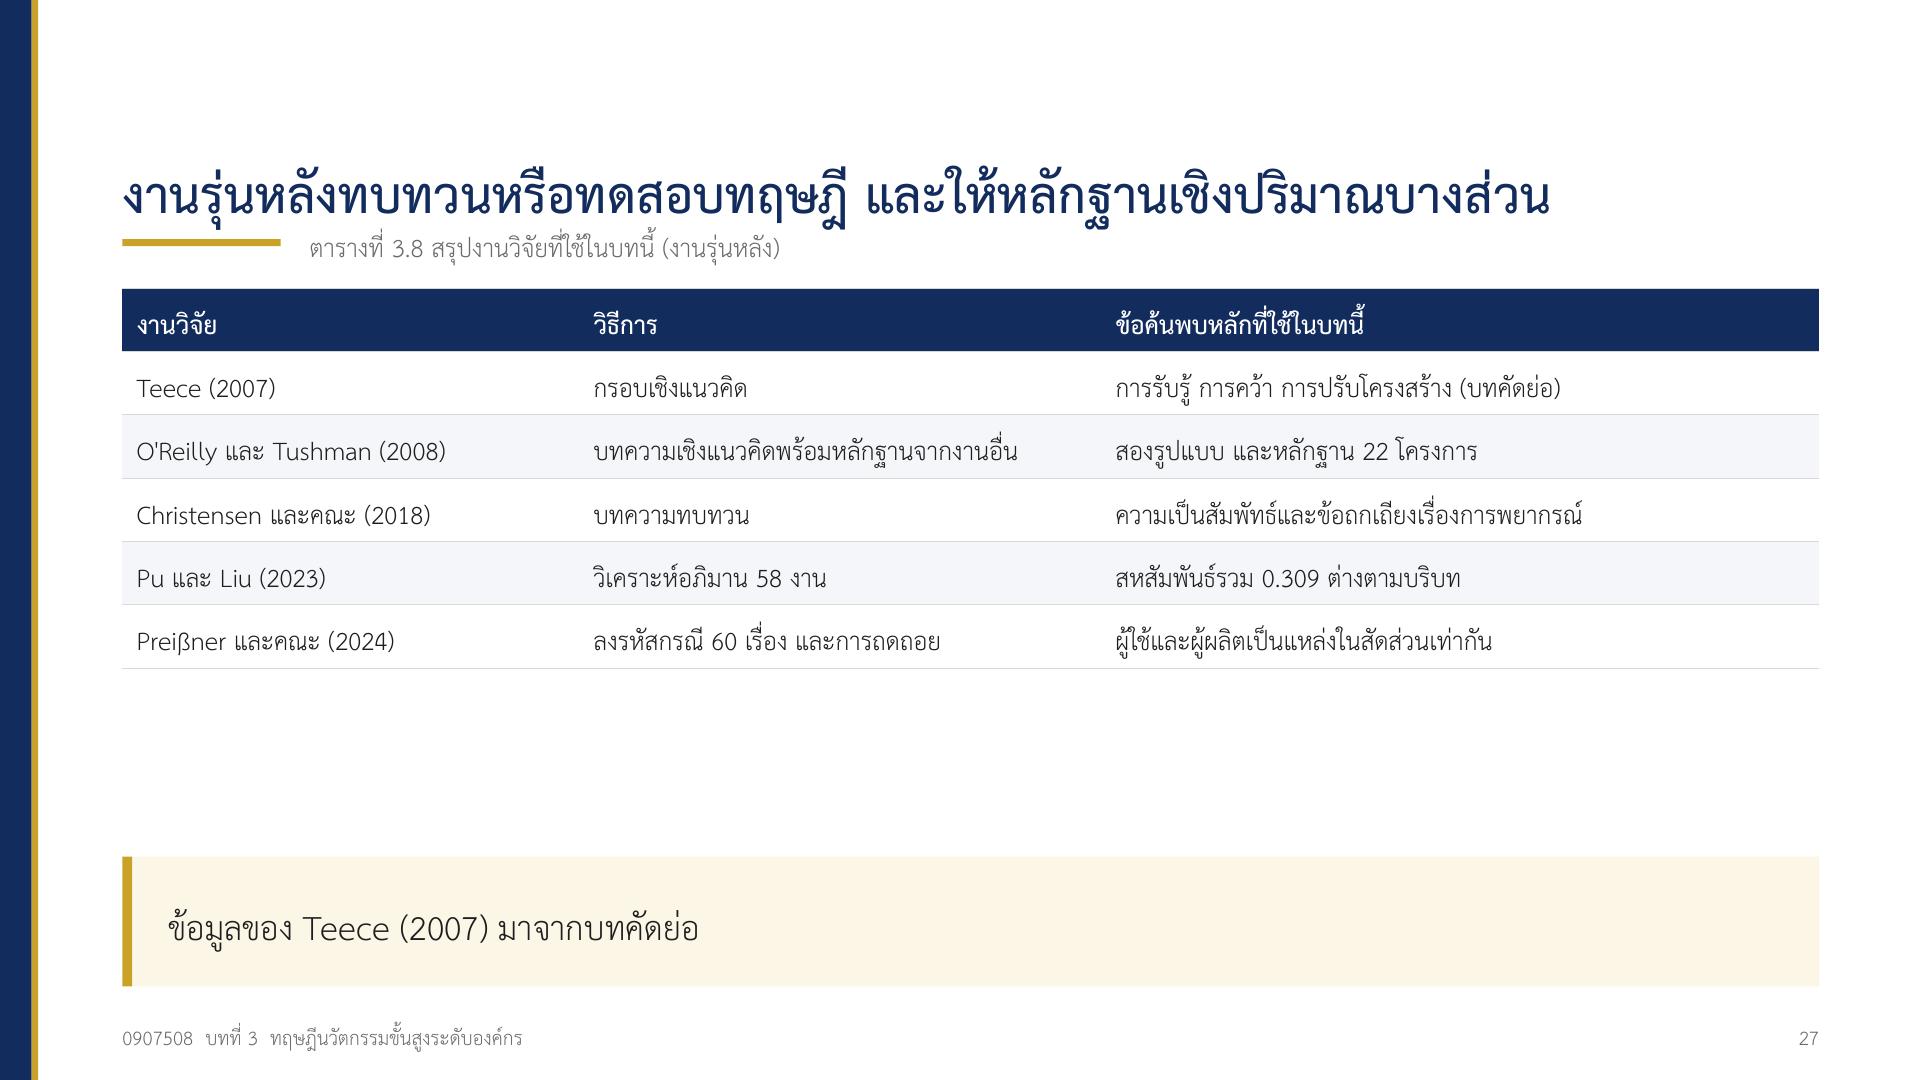 งานรุ่นหลังทบทวนหรือทดสอบทฤษฎี และให้หลักฐานเชิงปริมาณบางส่วน
ตารางที่ 3.8 สรุปงานวิจัยที่ใช้ในบทนี้ (งานรุ่นหลัง)
งานวิจัย วิธีการ ข้อค้นพบหลักที่ใช้ในบทนี้
Teece (2007) กรอบเชิงแนวคิด การรับรู้ การคว้า การปรับโครงสร้าง (บทคัดย่อ)
O'Reilly และ Tushman (2008) บทความเชิงแนวคิดพร้อมหลักฐานจากงานอื่น สองรูปแบบ และหลักฐาน 22 โครงการ
Christensen และคณะ (2018) บทความทบทวน ความเป็นสัมพัทธ์และข้อถกเถียงเรื่องการพยากรณ์
Pu และ Liu (2023) วิเคราะห์อภิมาน 58 งาน สหสัมพันธ์รวม 0.309 ต่างตามบริบท
Preißner และคณะ (2024) ลงรหัสกรณี 60 เรื่อง และการถดถอย ผู้ใช้และผู้ผลิตเป็นแหล่งในสัดส่วนเท่ากัน
ข้อมูลของ Teece (2007) มาจากบทคัดย่อ
0907508 บทที่ 3 ทฤษฎีนวัตกรรมขั้นสูงระดับองค์กร 27